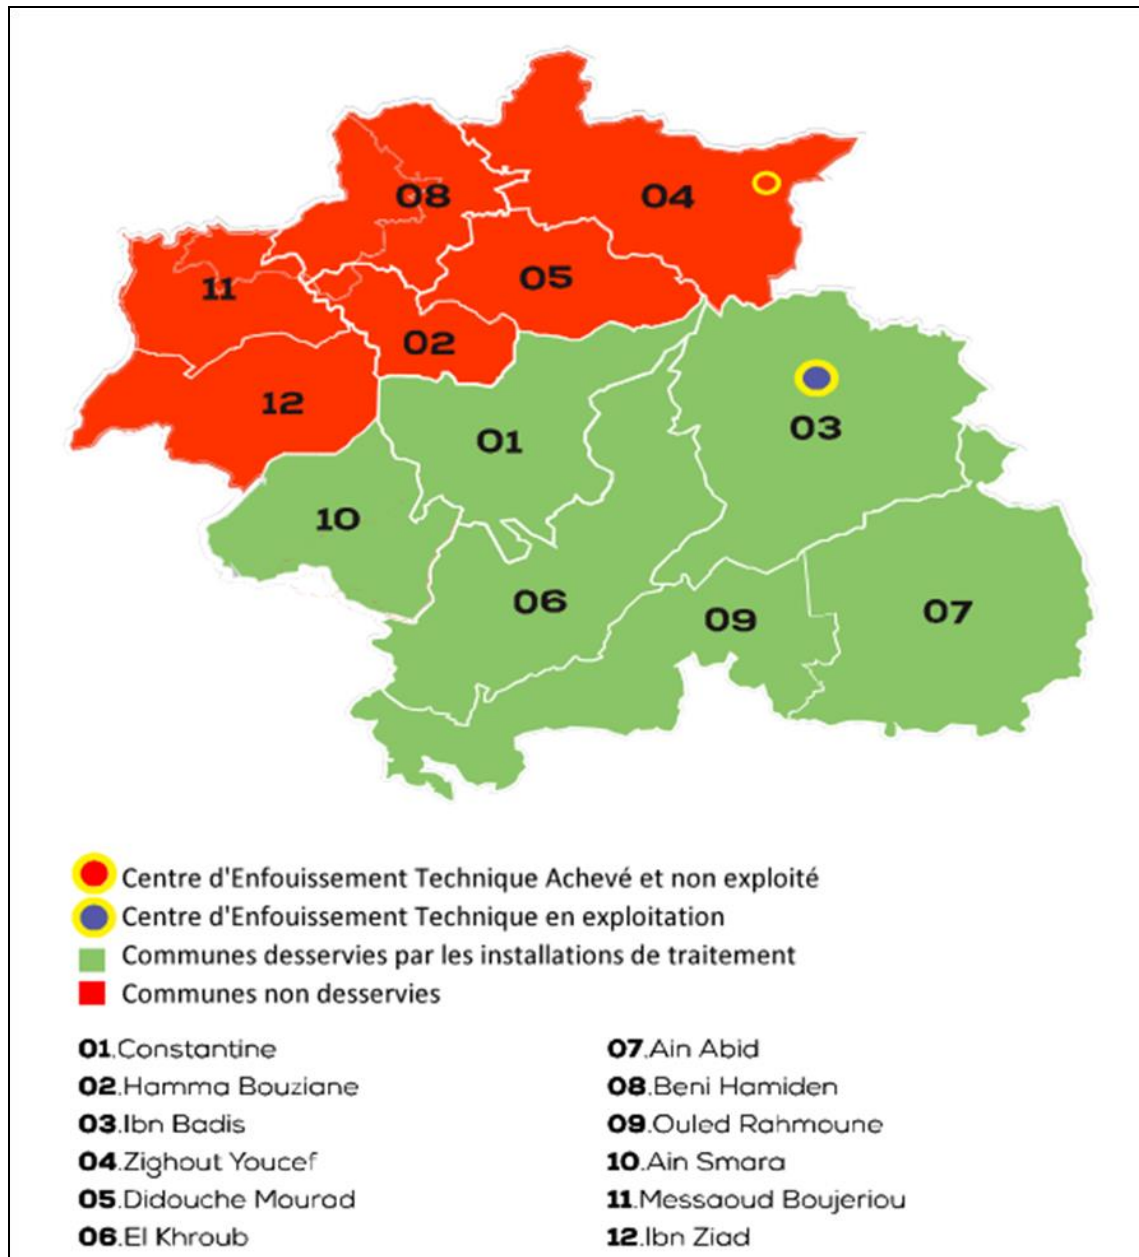 08
04
05
11
02
12
03
01
10
06
09
07
Centre d'Enfouissement Technique Achevé et non exploité
Centre d'Enfouissement Technique en exploitation
Communes desservies par les installations de traitement
Communes non desservies
01.Constantine
02.Hamma Bouziane
03.Ibn Badis
04.Zighout Youcef
05.Didouche Mourad
06.El Khroub
07.Ain Abid
08.Beni Hamiden
09.Ouled Rahmoune
10.Ain Smara
11.Messaoud Boujeriou
12.Ibn Ziad